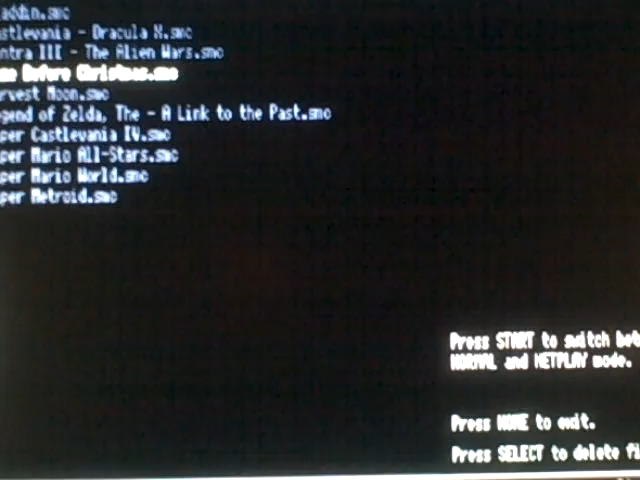 addin.smc
stlevania - Dracula X.smc
ntra III - The Alien Wars.smc
me Before Christmas.smc
rvest Moon.smc
gend of Zelda, The - A Link to the Past.smc
per Castlevania IV.smc
per Mario All-Stars.smc
per Mario World.smc
per Metroid.smc
Press START to switch bet
NORMAL and NETPLAY mode.
Press HOME to exit.
Press SELECT to delete fi